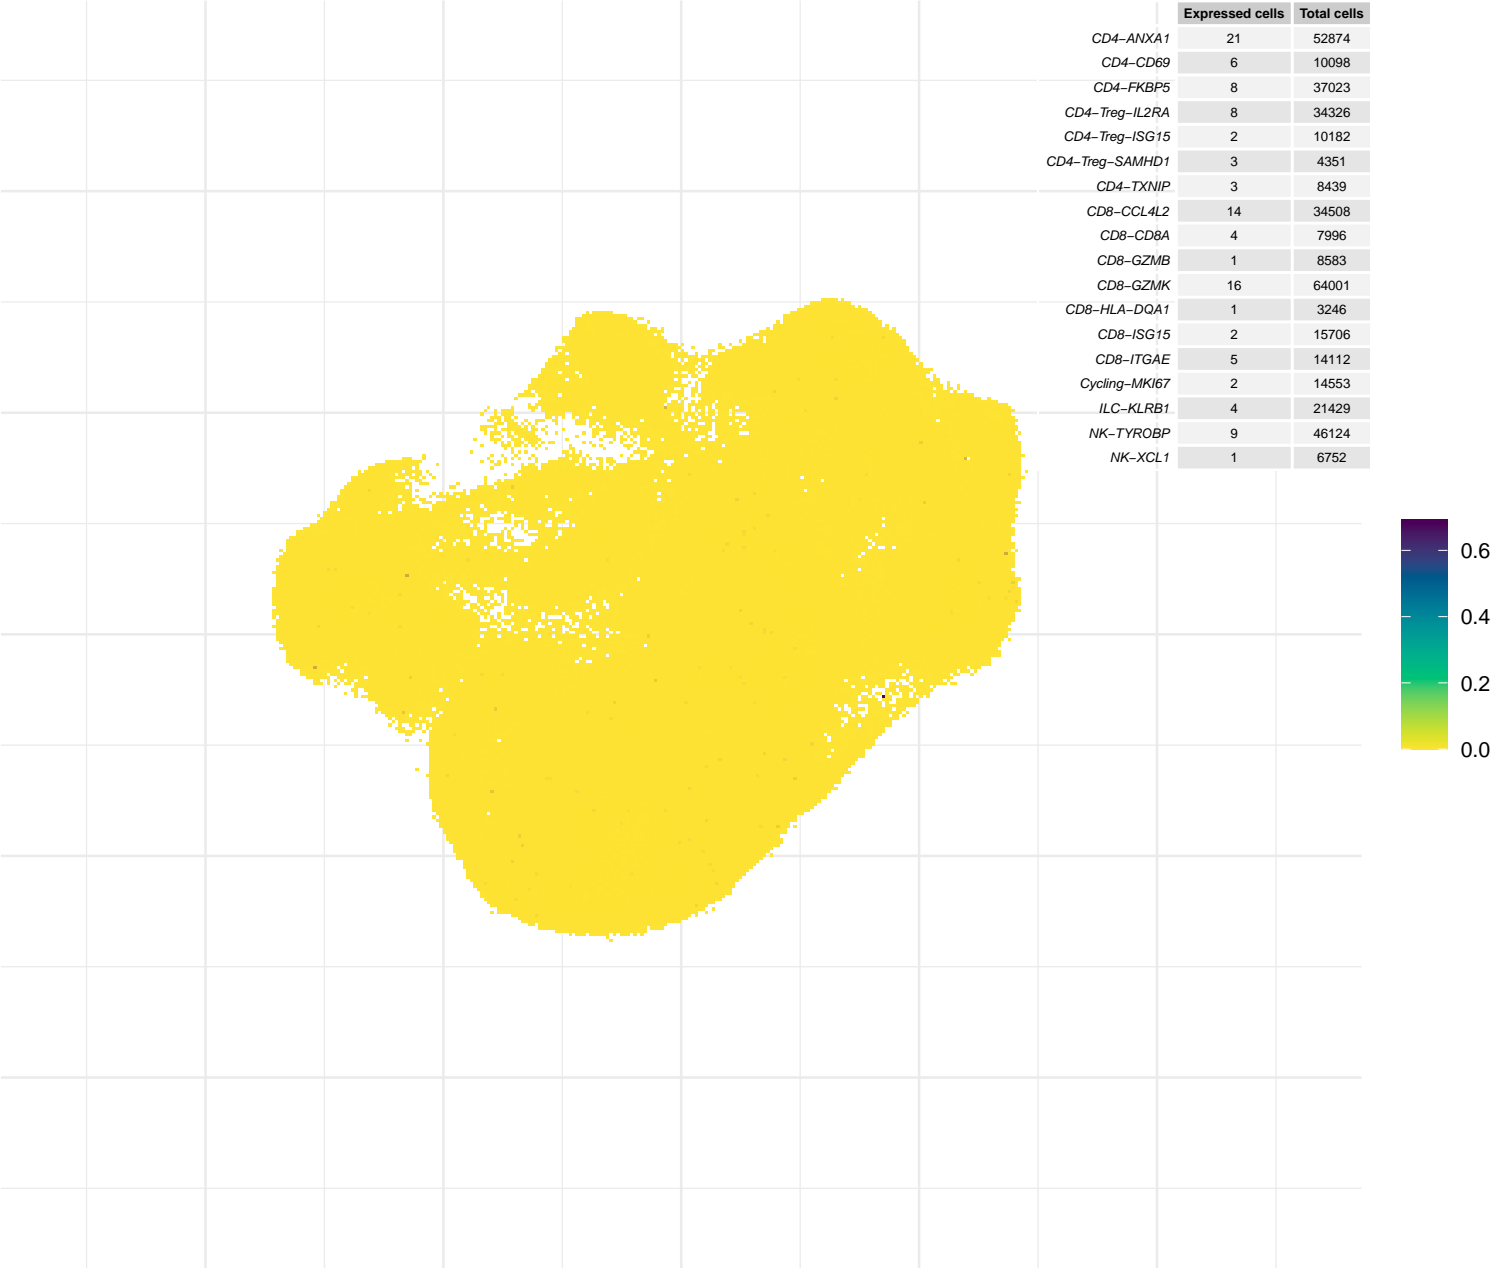 Expressed cells Total cells
CD4−ANXA1 21 52874
CD4−CD69 6 10098
CD4−FKBP5 8 37023
CD4−Treg−IL2RA 8 34326
CD4−Treg−ISG15 2 10182
CD4−Treg−SAMHD1 3 4351
CD4−TXNIP 3 8439
CD8−CCL4L2 14 34508
CD8−CD8A 4 7996
CD8−GZMB 1 8583
CD8−GZMK 16 64001
CD8−HLA−DQA1 1 3246
CD8−ISG15 2 15706
CD8−ITGAE 5 14112
Cycling−MKI67 2 14553
ILC−KLRB1 4 21429
NK−TYROBP 9 46124
NK−XCL1 1 6752
0.6
0.4
0.2
0.0